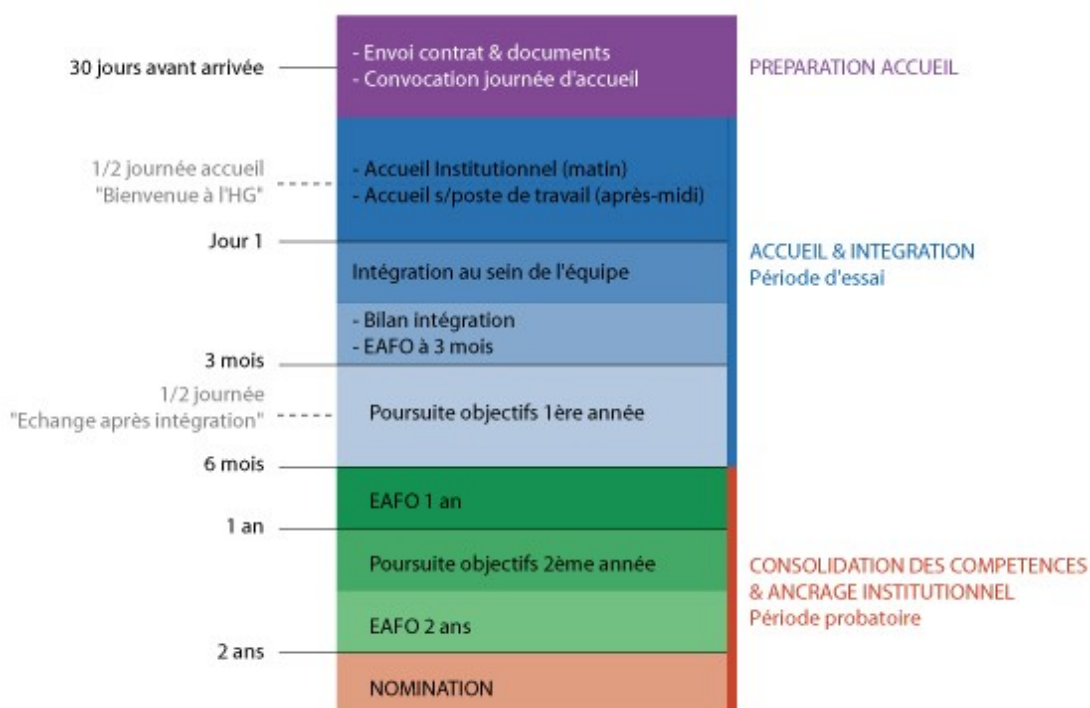 30 jours avant arrivée
- Envoi contrat & documents
- Convocation journée d'accueil
PREPARATION ACCUEIL
1/2 journée accueil
"Bienvenue à l'HG"
- Accueil Institutionnel (matin)
- Accueil s/poste de travail (après-midi)
Jour 1
Intégration au sein de l'équipe
ACCUEIL & INTEGRATION
Période d'essai
- Bilan intégration
- EAFO à 3 mois
3 mois
1/2 journée
"Echange après intégration"
Poursuite objectifs 1ère année
6 mois
EAFO 1 an
1 an
Poursuite objectifs 2ème année
CONSOLIDATION DES COMPETENCES
& ANCRAGE INSTITUTIONNEL
Période probatoire
EAFO 2 ans
2 ans
NOMINATION